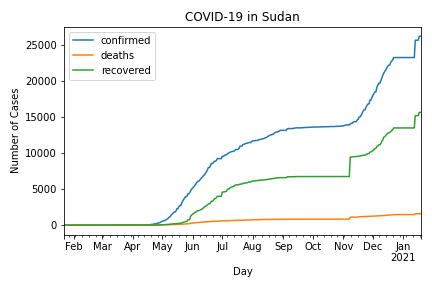 COVID-19 in Sudan
confirmed
deaths
recovered
Number of Cases
25000
20000
15000
10000
5000
0
Feb Mar Apr May Jun Jul Aug Sep Oct Nov Dec Jan
2021
Day